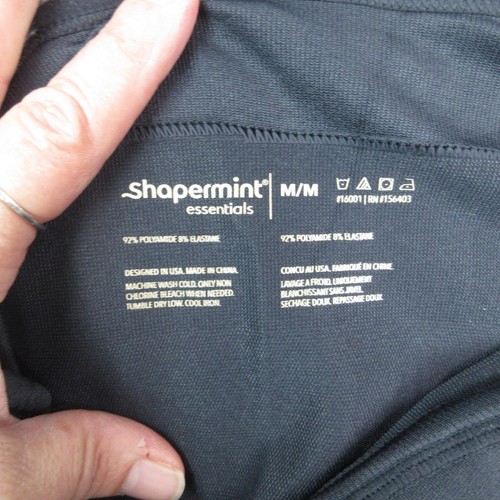 Shapermint® M/M
essentials
#16001 | RN #156403
92% POLYAMIDE 8% ELASTANE
DESIGNED IN USA. MADE IN CHINA.
MACHINE WASH COLD. ONLY NON
CHLORINE BLEACH WHEN NEEDED.
TUMBLE DRY LOW. COOL IRON.
92% POLYAMIDE 8% ELASTANE
CONCU AU USA. FABRIQUÉ EN CHINE.
LAVAGE A FROID, UNIQUEMENT
BLANCHISSANT SANS JAVEL
SECHAGE DOUX, REPASSAGE DOUX.